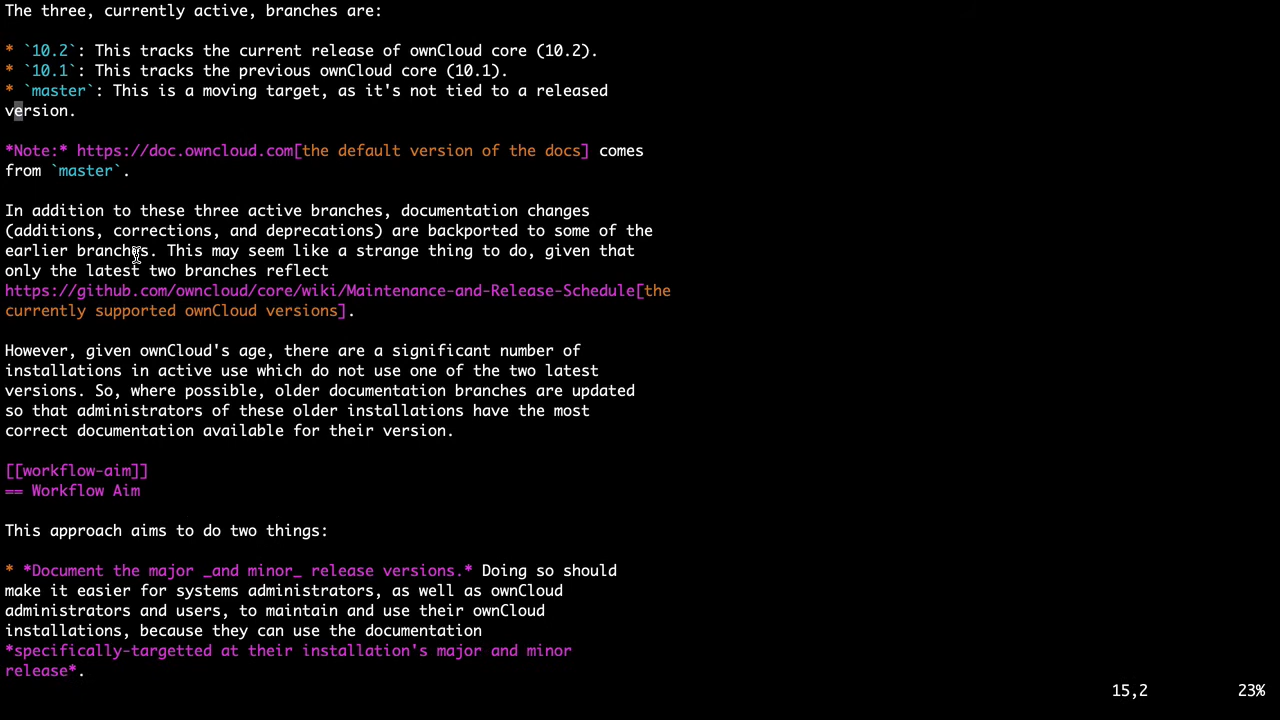 The three, currently active, branches are:
* `10.2`: This tracks the current release of ownCloud core (10.2).
* `10.1`: This tracks the previous ownCloud core (10.1).
* `master`: This is a moving target, as it's not tied to a released
version.
*Note:* https://doc.owncloud.com[the default version of the docs] comes
from `master`.
In addition to these three active branches, documentation changes
(additions, corrections, and deprecations) are backported to some of the
earlier branches. This may seem like a strange thing to do, given that
only the latest two branches reflect
https://github.com/owncloud/core/wiki/Maintenance-and-Release-Schedule[the
currently supported ownCloud versions].
However, given ownCloud's age, there are a significant number of
installations in active use which do not use one of the two latest
versions. So, where possible, older documentation branches are updated
so that administrators of these older installations have the most
correct documentation available for their version.
[[workflow-aim]]
== Workflow Aim
This approach aims to do two things:
* *Document the major _and minor_ release versions.* Doing so should
make it easier for systems administrators, as well as ownCloud
administrators and users, to maintain and use their ownCloud
installations, because they can use the documentation
*specifically-targetted at their installation's major and minor
release*.
15,2 23%